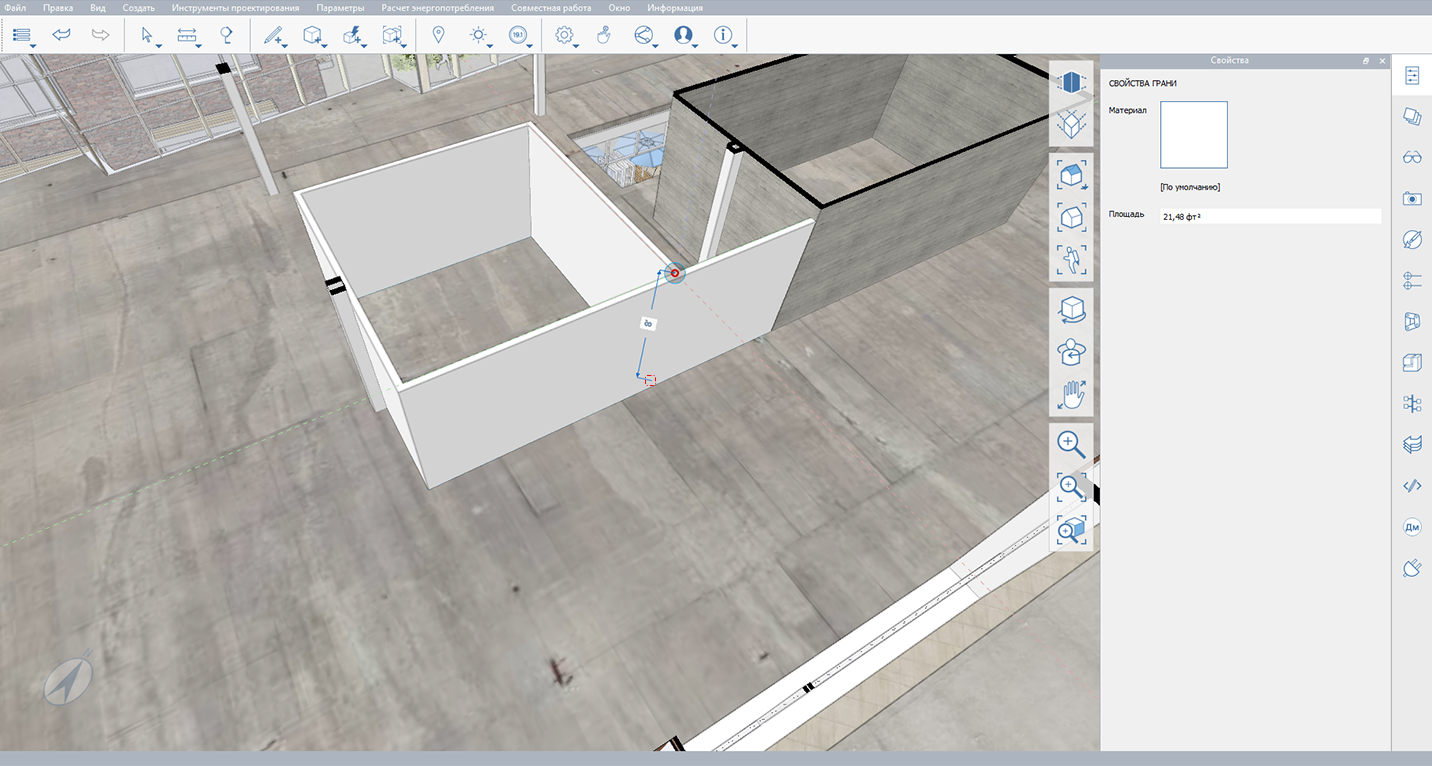 Файл Правка Вид Создать Инструменты проектирования Параметры Расчет энергопотребления Совместная работа Окно Информация
Свойства
СВОЙСТВА ГРАНИ
Материал
[По умолчанию]
Площадь 21,48 фт²
Дм